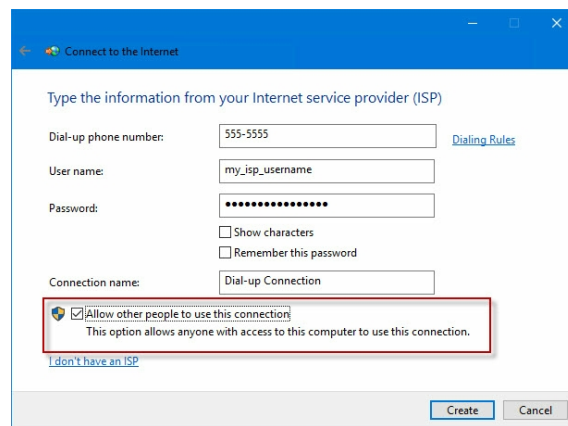 Connect to the Internet
Type the information from your Internet service provider (ISP)
Dial-up phone number: 555-5555 Dialing Rules
User name: my_isp_username
Password: ••••••••••••••••
Show characters
Remember this password
Connection name: Dial-up Connection
Allow other people to use this connection
This option allows anyone with access to this computer to use this connection.
I don't have an ISP
Create Cancel